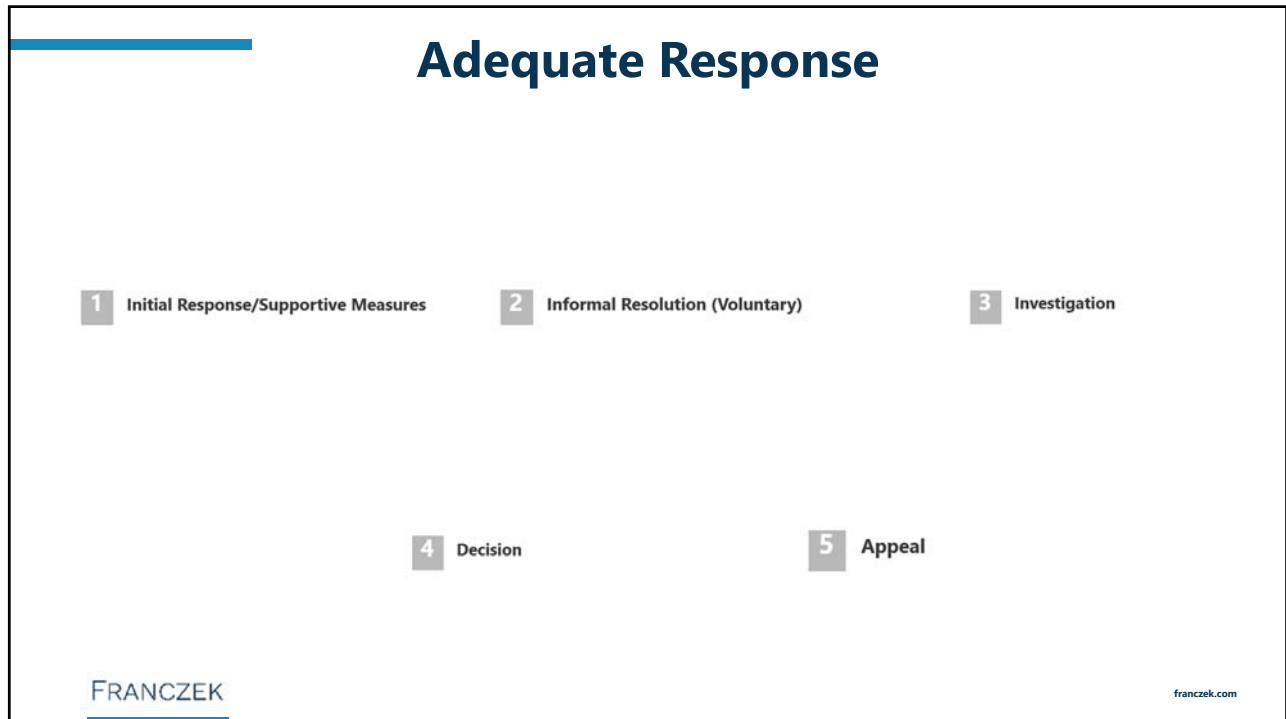 Adequate Response
1 Initial Response/Supportive Measures
2 Informal Resolution (Voluntary)
3 Investigation
4 Decision
5 Appeal
FRANCZEK
franczek.com